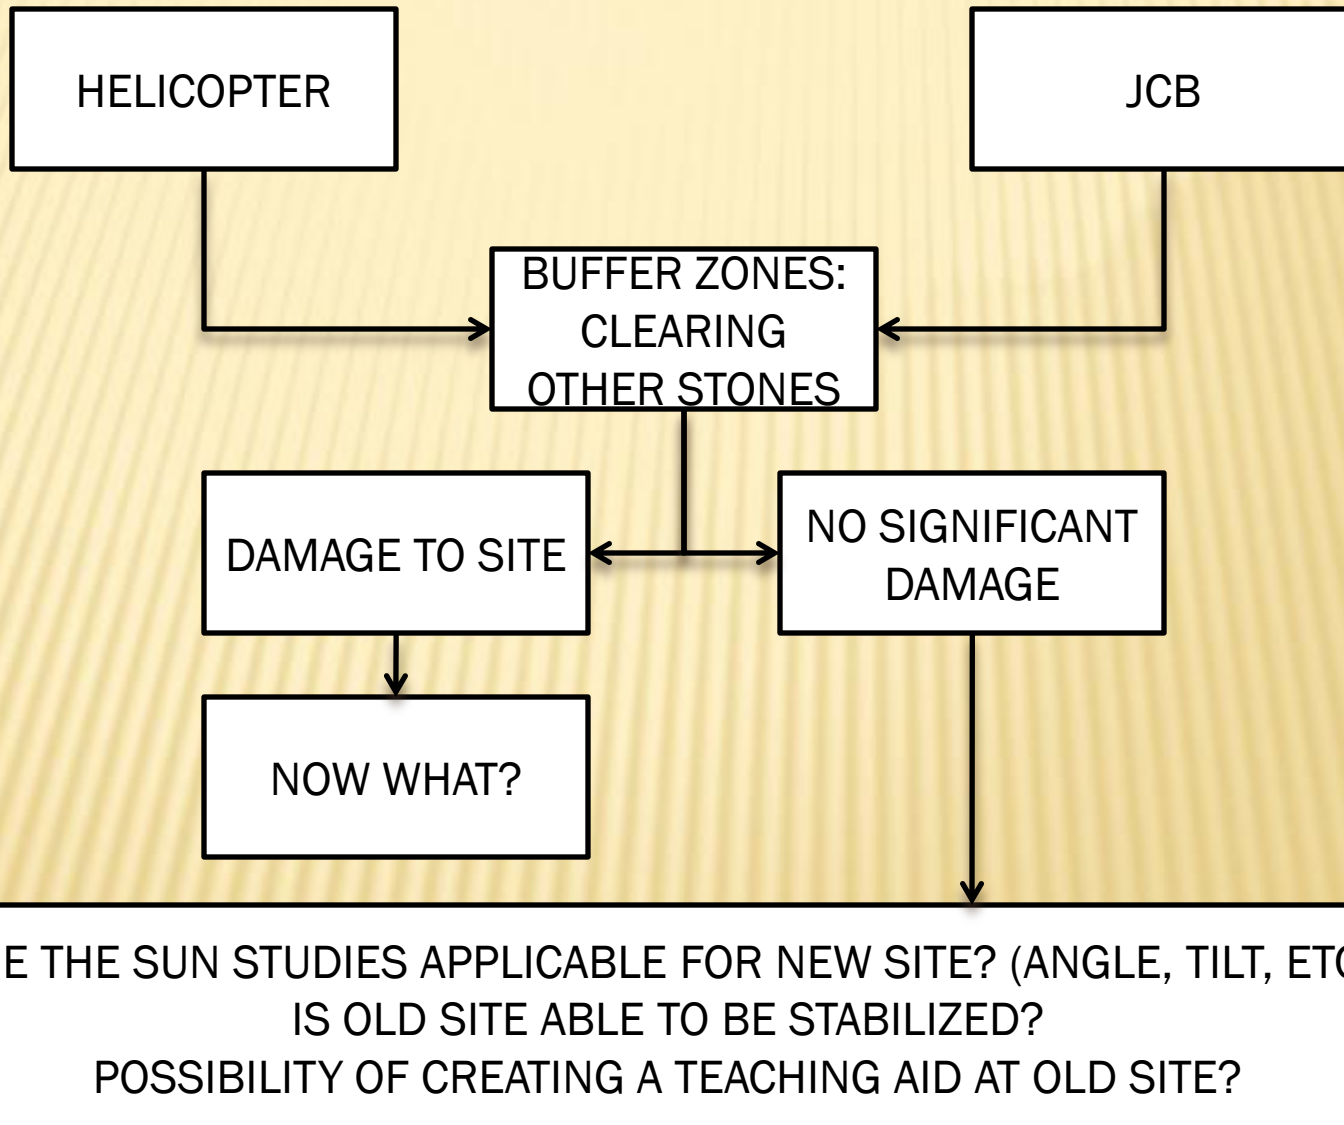 HELICOPTER
JCB
BUFFER ZONES:
CLEARING
OTHER STONES
DAMAGE TO SITE
NO SIGNIFICANT
DAMAGE
NOW WHAT?
THE SUN STUDIES APPLICABLE FOR NEW SITE? (ANGLE, TILT,
IS OLD SITE ABLE TO BE STABILIZED?
POSSIBILITY OF CREATING A TEACHING AID AT OLD SITE?